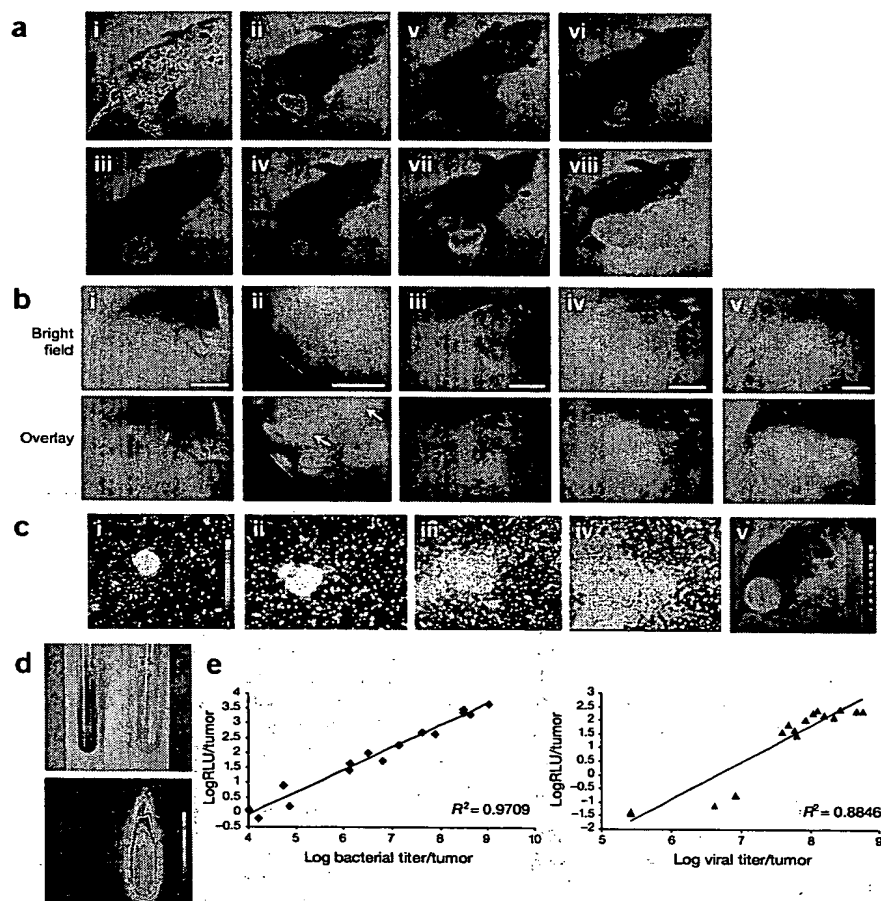 a
i
ii
v
vi
iii
iv
vii
viii
b
i
ii
iii
iv
v
Bright
field
Overlay
c
i
ii
iii
iv
v
d
e
LogRLU/tumor
4
3.5
3
2.5
2
1.5
1
0.5
0
-0.5
4
5
6
7
8
9
10
R² = 0.9709
Log bacterial titer/tumor
LogRLU/tumor
3
2.5
2
1.5
1
0.5
0
-0.5
-1
-1.5
-2
5
6
7
8
9
R² = 0.8846
Log viral titer/tumor